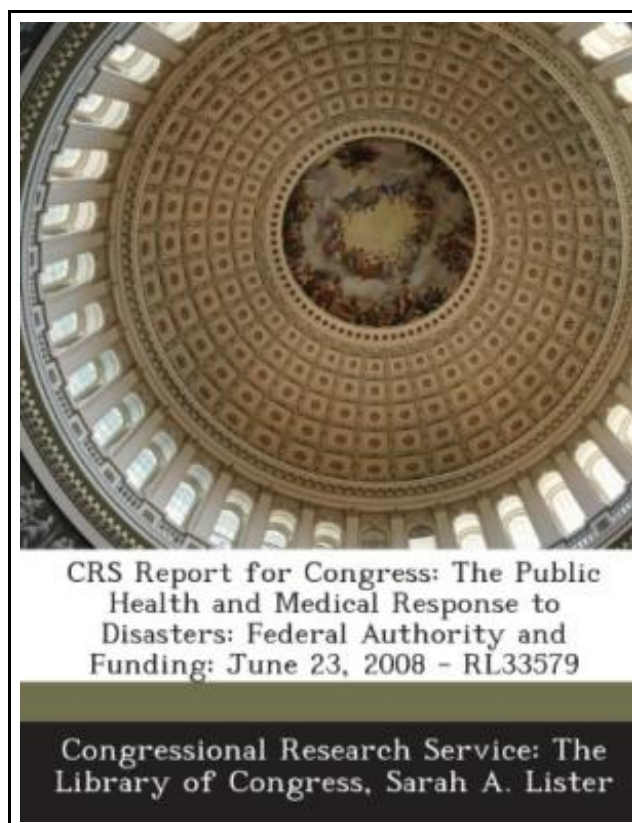 CRS Report for Congress: The Public
Health and Medical Response to
Disasters: Federal Authority and
Funding: June 23, 2008 - RL33579
Congressional Research Service: The
Library of Congress, Sarah A. Lister